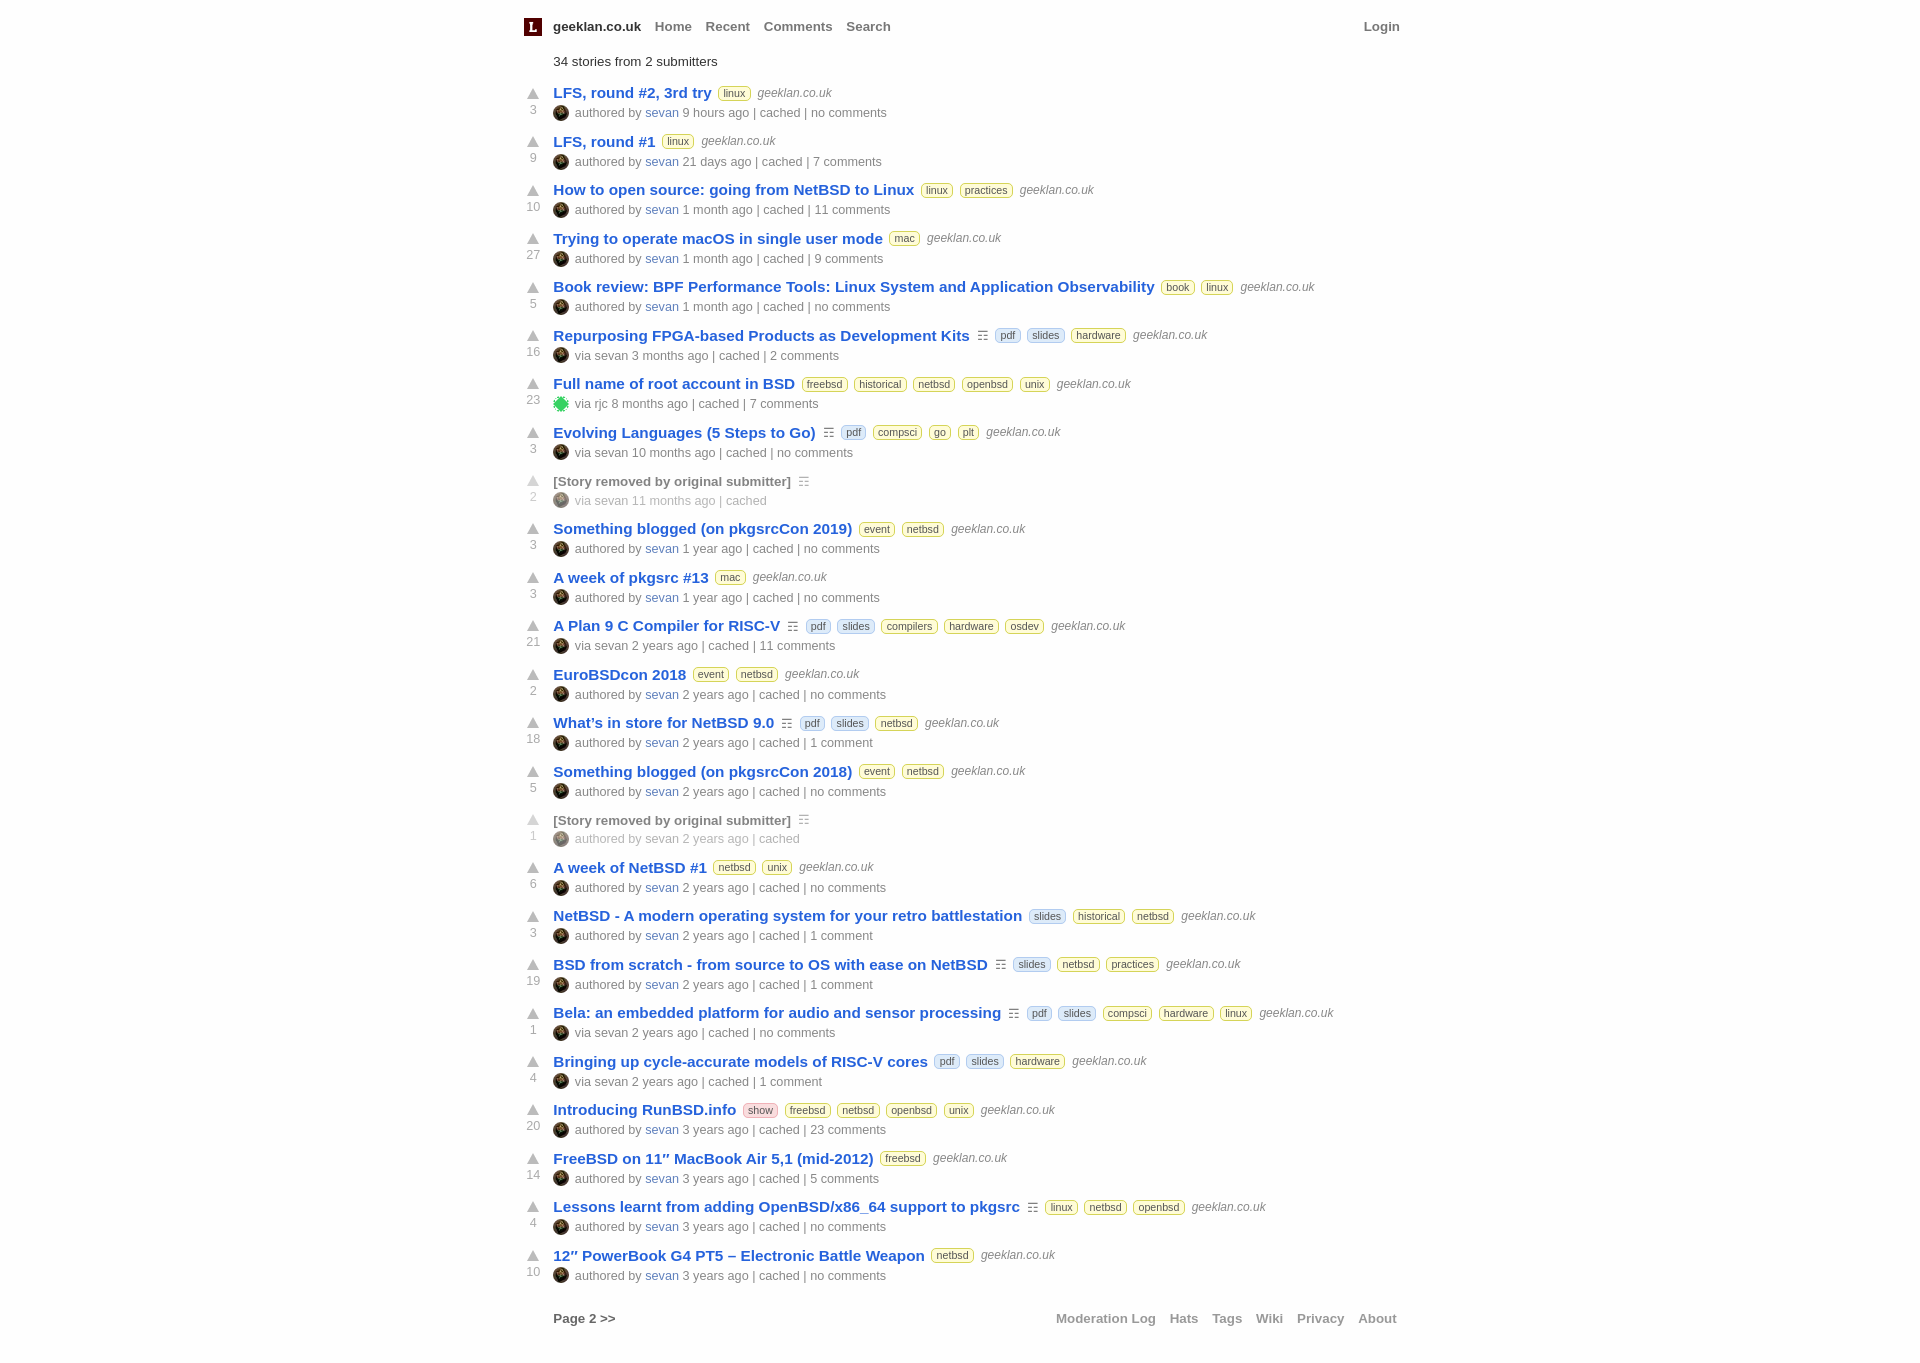 L geeklan.co.uk Home Recent Comments Search Login
34 stories from 2 submitters
LFS, round #2, 3rd try linux geeklan.co.uk
3 authored by sevan 9 hours ago | cached | no comments
LFS, round #1 linux geeklan.co.uk
9 authored by sevan 21 days ago | cached | 7 comments
How to open source: going from NetBSD to Linux linux practices geeklan.co.uk
10 authored by sevan 1 month ago | cached | 11 comments
Trying to operate macOS in single user mode mac geeklan.co.uk
27 authored by sevan 1 month ago | cached | 9 comments
Book review: BPF Performance Tools: Linux System and Application Observability book linux geeklan.co.uk
5 authored by sevan 1 month ago | cached | no comments
Repurposing FPGA-based Products as Development Kits ☶ pdf slides hardware geeklan.co.uk
16 via sevan 3 months ago | cached | 2 comments
Full name of root account in BSD freebsd historical netbsd openbsd unix geeklan.co.uk
23 via rjc 8 months ago | cached | 7 comments
Evolving Languages (5 Steps to Go) ☶ pdf compsci go plt geeklan.co.uk
3 via sevan 10 months ago | cached | no comments
[Story removed by original submitter] ☶
2 via sevan 11 months ago | cached
Something blogged (on pkgsrcCon 2019) event netbsd geeklan.co.uk
3 authored by sevan 1 year ago | cached | no comments
A week of pkgsrc #13 mac geeklan.co.uk
3 authored by sevan 1 year ago | cached | no comments
A Plan 9 C Compiler for RISC-V ☶ pdf slides compilers hardware osdev geeklan.co.uk
21 via sevan 2 years ago | cached | 11 comments
EuroBSDcon 2018 event netbsd geeklan.co.uk
2 authored by sevan 2 years ago | cached | no comments
What’s in store for NetBSD 9.0 ☶ pdf slides netbsd geeklan.co.uk
18 authored by sevan 2 years ago | cached | 1 comment
Something blogged (on pkgsrcCon 2018) event netbsd geeklan.co.uk
5 authored by sevan 2 years ago | cached | no comments
[Story removed by original submitter] ☶
1 authored by sevan 2 years ago | cached
A week of NetBSD #1 netbsd unix geeklan.co.uk
6 authored by sevan 2 years ago | cached | no comments
NetBSD - A modern operating system for your retro battlestation slides historical netbsd geeklan.co.uk
3 authored by sevan 2 years ago | cached | 1 comment
BSD from scratch - from source to OS with ease on NetBSD ☶ slides netbsd practices geeklan.co.uk
19 authored by sevan 2 years ago | cached | 1 comment
Bela: an embedded platform for audio and sensor processing ☶ pdf slides compsci hardware linux geeklan.co.uk
1 via sevan 2 years ago | cached | no comments
Bringing up cycle-accurate models of RISC-V cores pdf slides hardware geeklan.co.uk
4 via sevan 2 years ago | cached | 1 comment
Introducing RunBSD.info show freebsd netbsd openbsd unix geeklan.co.uk
20 authored by sevan 3 years ago | cached | 23 comments
FreeBSD on 11″ MacBook Air 5,1 (mid-2012) freebsd geeklan.co.uk
14 authored by sevan 3 years ago | cached | 5 comments
Lessons learnt from adding OpenBSD/x86_64 support to pkgsrc ☶ linux netbsd openbsd geeklan.co.uk
4 authored by sevan 3 years ago | cached | no comments
12″ PowerBook G4 PT5 – Electronic Battle Weapon netbsd geeklan.co.uk
10 authored by sevan 3 years ago | cached | no comments
Page 2 >> Moderation Log Hats Tags Wiki Privacy About